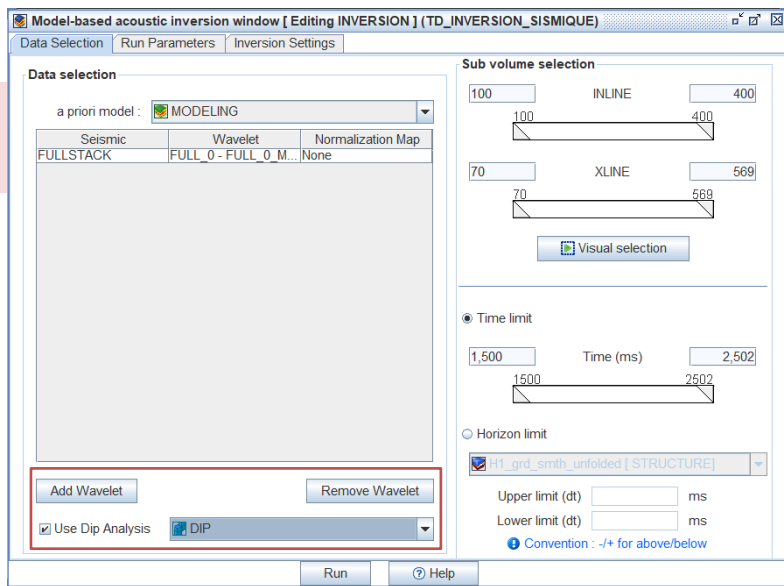 Model-based acoustic inversion window [ Editing INVERSION ] (TD_INVERSION_SISMIQUE)
Data Selection Run Parameters Inversion Settings
Data selection
a priori model : MODELING
Seismic Wavelet Normalization Map
FULLSTACK FULL_0 - FULL_0_M... None
Add Wavelet Remove Wavelet
Use Dip Analysis DIP
Sub volume selection
100 INLINE 400
100 400
70 XLINE 569
70 569
Visual selection
Time limit
1,500 Time (ms) 2,502
1500 2502
Horizon limit
H1_grd_smth_unfolded [ STRUCTURE]
Upper limit (dt) ms
Lower limit (dt) ms
Convention : -/+ for above/below
Run Help